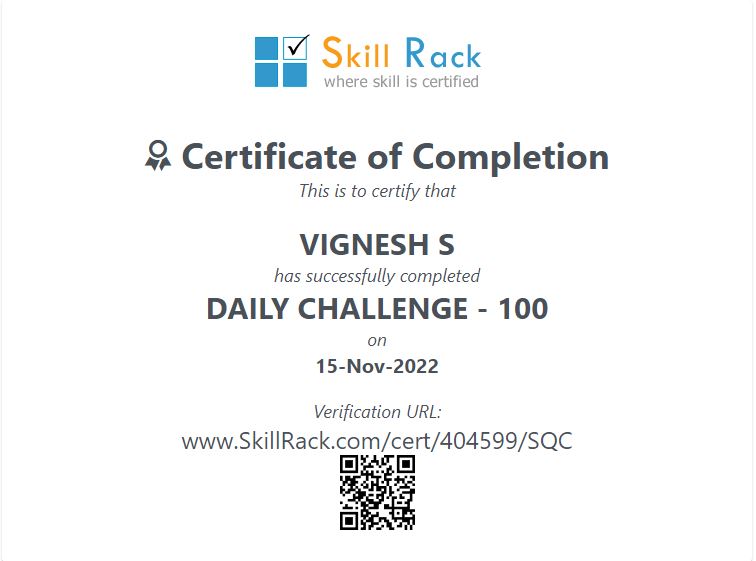 Skill Rack
where skill is certified
Certificate of Completion
This is to certify that
VIGNESH S
has successfully completed
DAILY CHALLENGE - 100
on
15-Nov-2022
Verification URL:
www.SkillRack.com/cert/404599/SQC